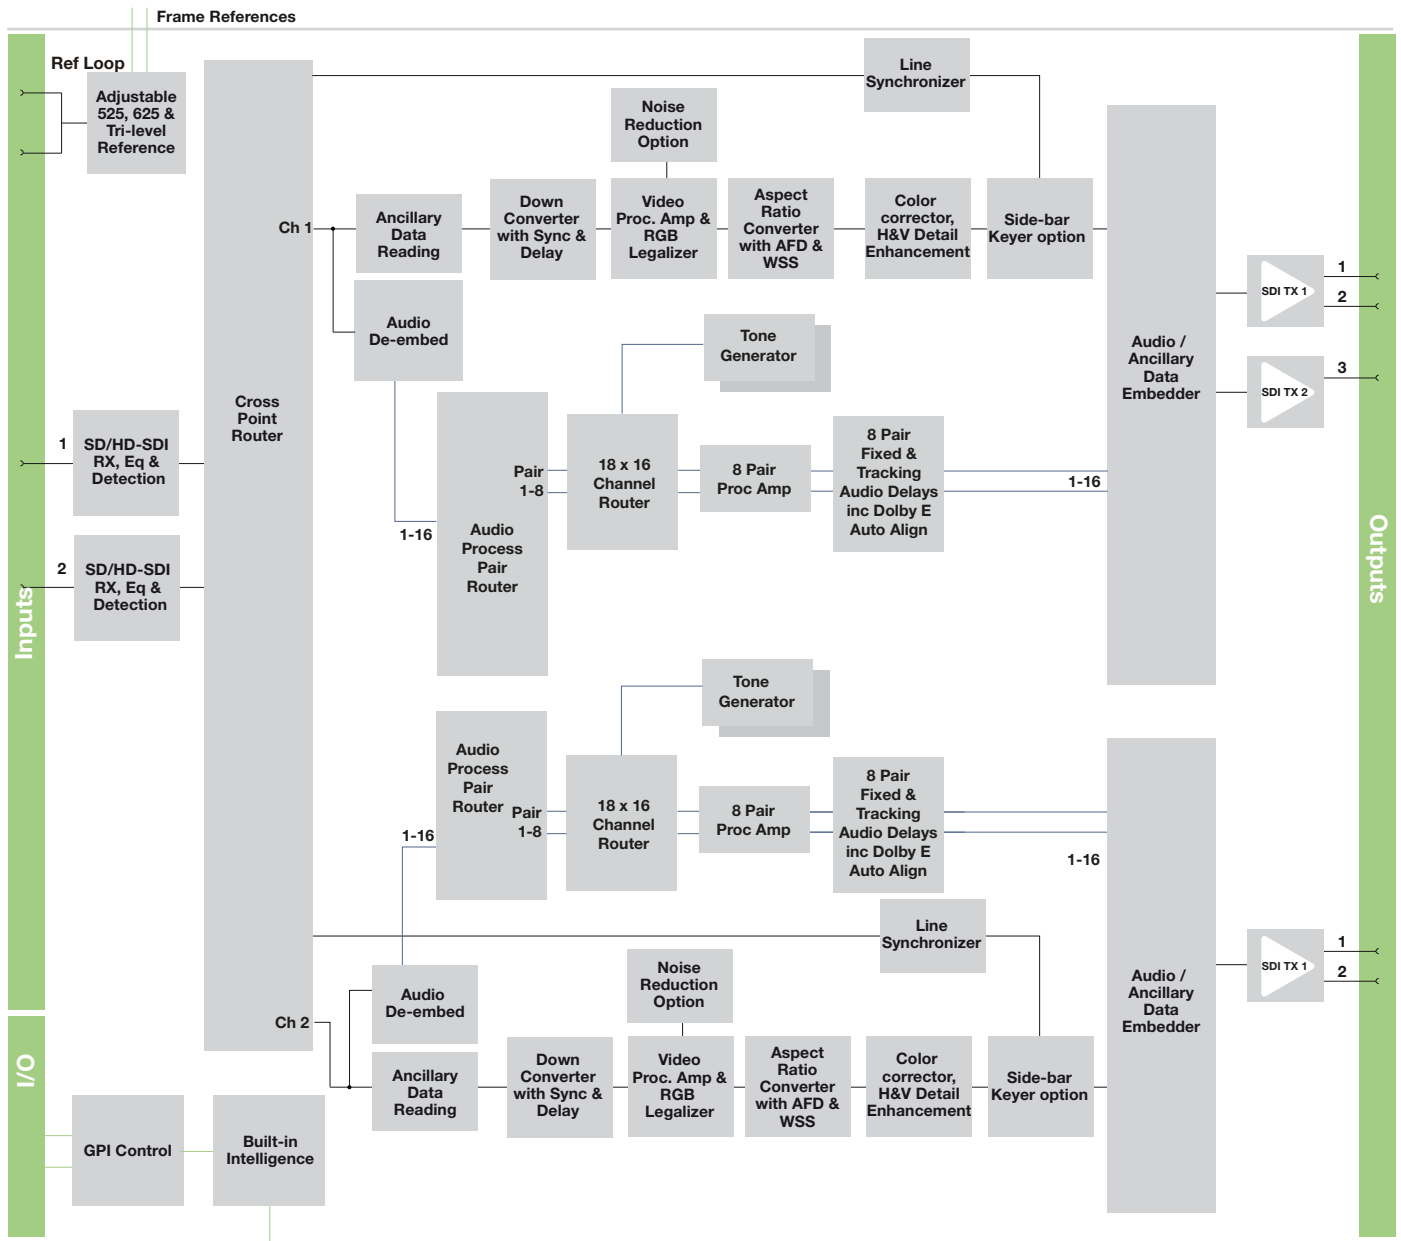 Frame References
Ref Loop
Adjustable
525, 625 &
Tri-level
Reference
Line
Synchronizer
Noise
Reduction
Option
Ch 1
Ancillary
Data
Reading
Down
Converter
with Sync &
Delay
Video
Proc. Amp &
RGB
Legalizer
Aspect
Ratio
Converter
with AFD &
WSS
Color
corrector,
H&V Detail
Enhancement
Side-bar
Keyer option
Audio
De-embed
Tone
Generator
Audio /
Ancillary
Data
Embedder
SDI TX 1
1
2
SDI TX 2
3
Cross
Point
Router
1
SD/HD-SDI
RX, Eq &
Detection
2
SD/HD-SDI
RX, Eq &
Detection
Inputs
1-16
Audio
Process
Pair
Router
Pair
1-8
18 x 16
Channel
Router
8 Pair
Proc Amp
8 Pair
Fixed &
Tracking
Audio Delays
inc Dolby E
Auto Align
1-16
Outputs
Tone
Generator
Audio
Process
Pair
Router
Pair
1-8
1-16
18 x 16
Channel
Router
8 Pair
Proc Amp
8 Pair
Fixed &
Tracking
Audio Delays
inc Dolby E
Auto Align
1-16
Line
Synchronizer
Noise
Reduction
Option
Audio
De-embed
Ch 2
Ancillary
Data
Reading
Down
Converter
with Sync &
Delay
Video
Proc. Amp &
RGB
Legalizer
Aspect
Ratio
Converter
with AFD &
WSS
Color
corrector,
H&V Detail
Enhancement
Side-bar
Keyer option
Audio /
Ancillary
Data
Embedder
SDI TX 1
1
2
I/O
GPI Control
Built-in
Intelligence